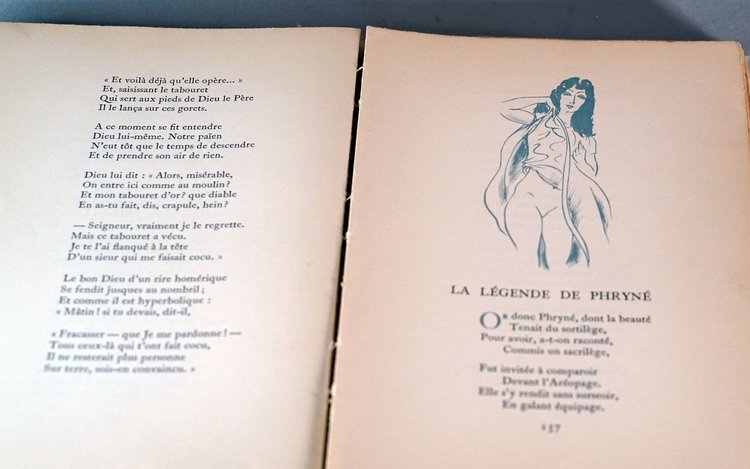 « Et voilà déjà qu'elle opère... »
Et, saisissant le tabouret
Qui sert aux pieds de Dieu le Père
Il le lança sur ces gorets.
A ce moment se fit entendre
Dieu lui-même. Notre païen
N'eut tôt que le temps de descendre
Et de prendre son air de rien.
Dieu lui dit : « Alors, misérable,
On entre ici comme au moulin?
Et mon tabouret d'or? que diable
En as-tu fait, dis, crapule, hein?
— Seigneur, vraiment je le regrette.
Mais ce tabouret a vécu.
Je te l'ai flanqué à la tête
D'un sieur qui me faisait cocu. »
Le bon Dieu d'un rire homérique
Se fendit jusques au nombril;
Et comme il est hyperbolique :
« Mâtin! si tu devais, dit-il,
« Fracasser — que Je me pardonne! —
Tous ceux-là qui t'ont fait cocu,
Il ne resterait plus personne
Sur terre, sois-en convaincu. »
LA LÉGENDE DE PHRYNÉ
OR donc Phryné, dont la beauté
Tenait du sortilège,
Pour avoir, a-t-on raconté,
Commis un sacrilège,
Fut invitée à comparoir
Devant l'Aréopage.
Elle s'y rendit sans surseoir,
En galant équipage.
157